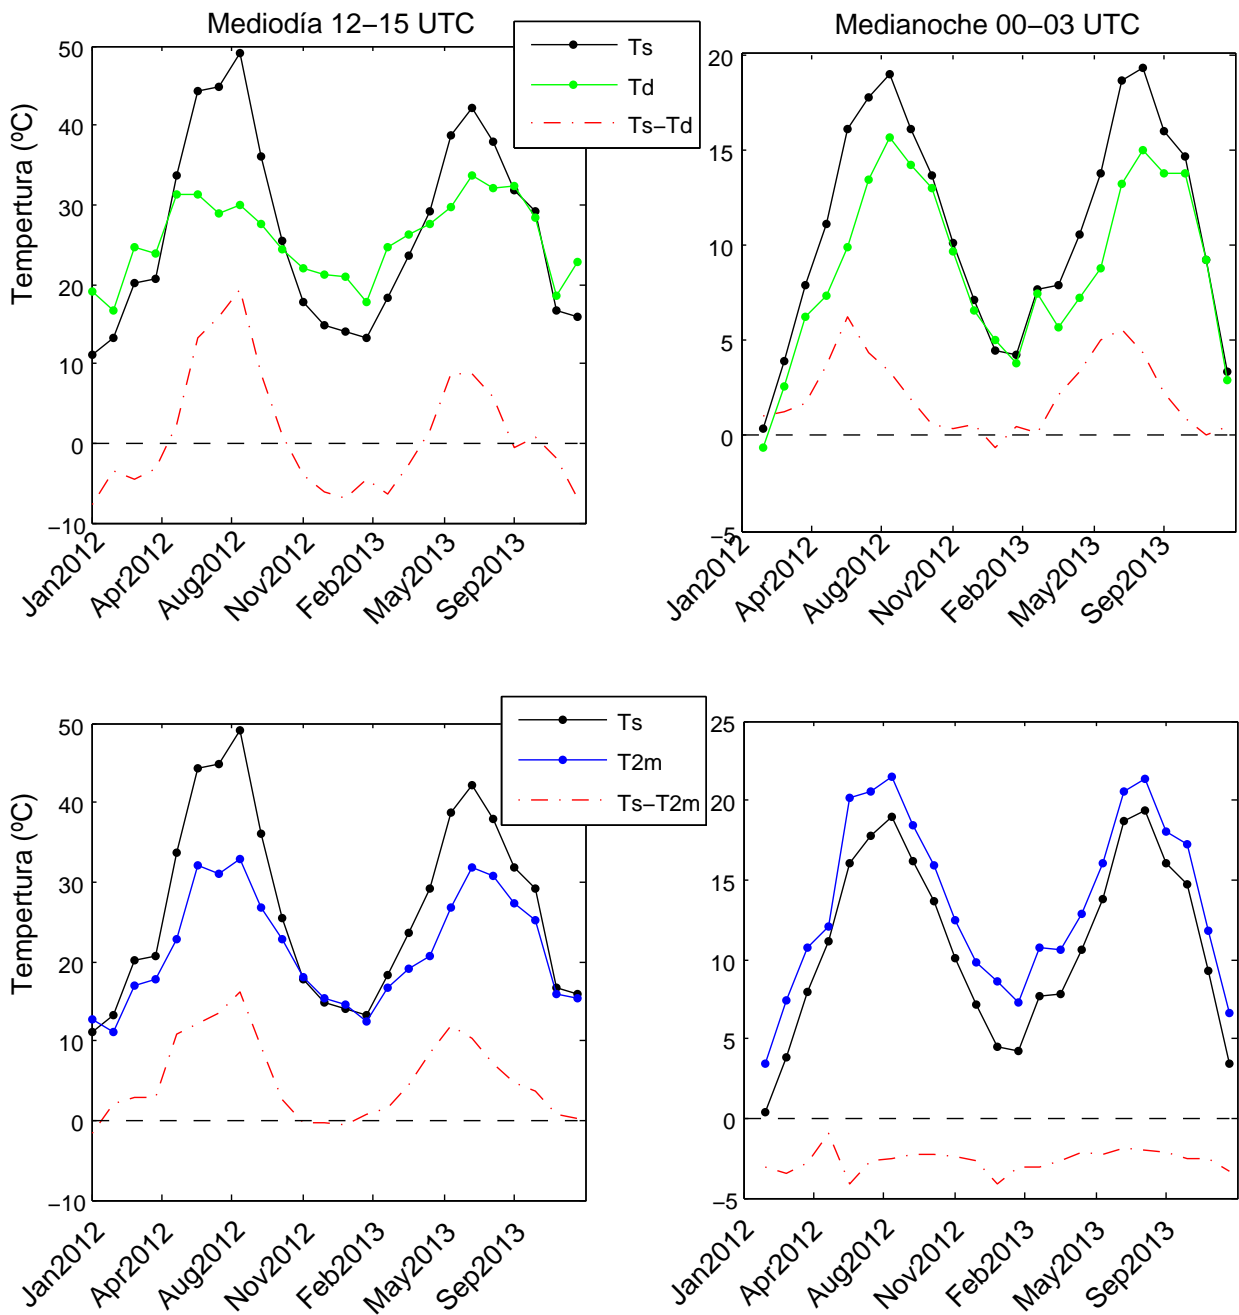 Mediodía 12–15 UTC
Medianoche 00–03 UTC
Ts
Td
Ts–Td
Tempertura (ºC)
50
40
30
20
10
0
–10
Jan2012
Apr2012
Aug2012
Nov2012
Feb2013
May2013
Sep2013
20
15
10
5
0
–5
Jan2012
Apr2012
Aug2012
Nov2012
Feb2013
May2013
Sep2013
Ts
T2m
Ts–T2m
Tempertura (ºC)
50
40
30
20
10
0
–10
Jan2012
Apr2012
Aug2012
Nov2012
Feb2013
May2013
Sep2013
25
20
15
10
5
0
–5
Jan2012
Apr2012
Aug2012
Nov2012
Feb2013
May2013
Sep2013